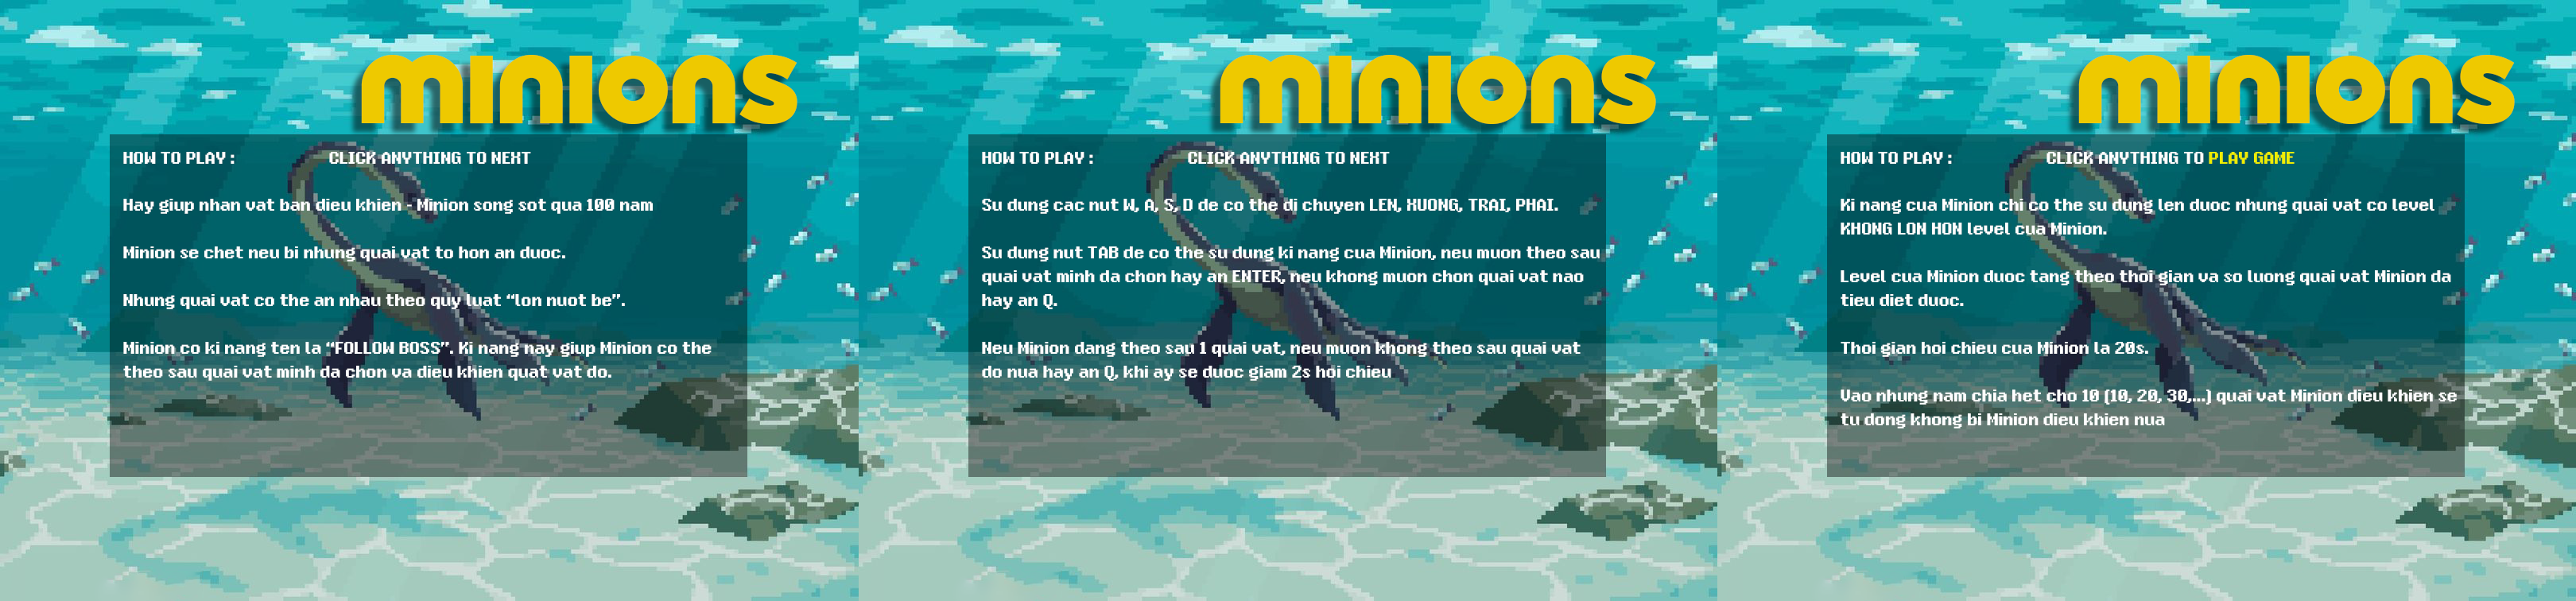 MINIONS
HOW TO PLAY : CLICK ANYTHING TO NEXT
Hay giup nhan vat ban dieu khien - Minion song sot qua 100 nam
Minion se chet neu bi nhung quai vat to hon an duoc.
Nhung quai vat co the an nhau theo quy luat “lon nuot be”.
Minion co ki nang ten la “FOLLOW BOSS”. Ki nang nay giup Minion co the
theo sau quai vat minh da chon va dieu khien quat vat do.
MINIONS
HOW TO PLAY : CLICK ANYTHING TO NEXT
Su dung cac nut W, A, S, D de co the di chuyen LEN, XUONG, TRAI, PHAI.
Su dung nut TAB de co the su dung ki nang cua Minion, neu muon theo sau
quai vat minh da chon hay an ENTER, neu khong muon chon quai vat nao
hay an Q.
Neu Minion dang theo sau 1 quai vat, neu muon khong theo sau quai vat
do nua hay an Q, khi ay se duoc giam 2s hoi chieu
MINIONS
HOW TO PLAY : CLICK ANYTHING TO PLAY GAME
Ki nang cua Minion chi co the su dung len duoc nhung quai vat co level
KHONG LON HON level cua Minion.
Level cua Minion duoc tang theo thoi gian va so luong quai vat Minion da
tieu diet duoc.
Thoi gian hoi chieu cua Minion la 20s.
Vao nhung nam chia het cho 10 (10, 20, 30,...) quai vat Minion dieu khien se
tu dong khong bi Minion dieu khien nua